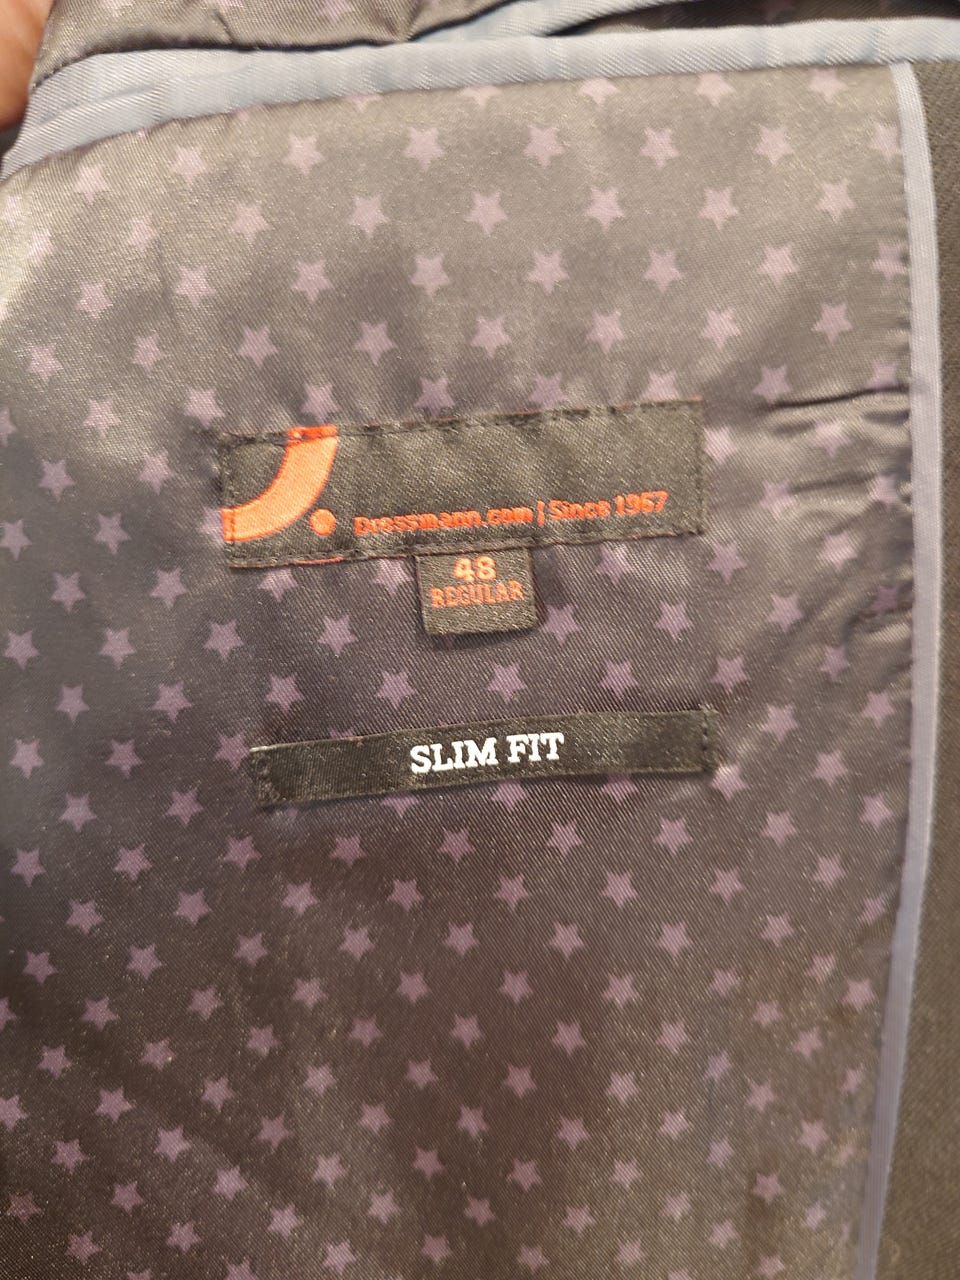 Dressmann.com | Since 1967
48
REGULAR
SLIM FIT